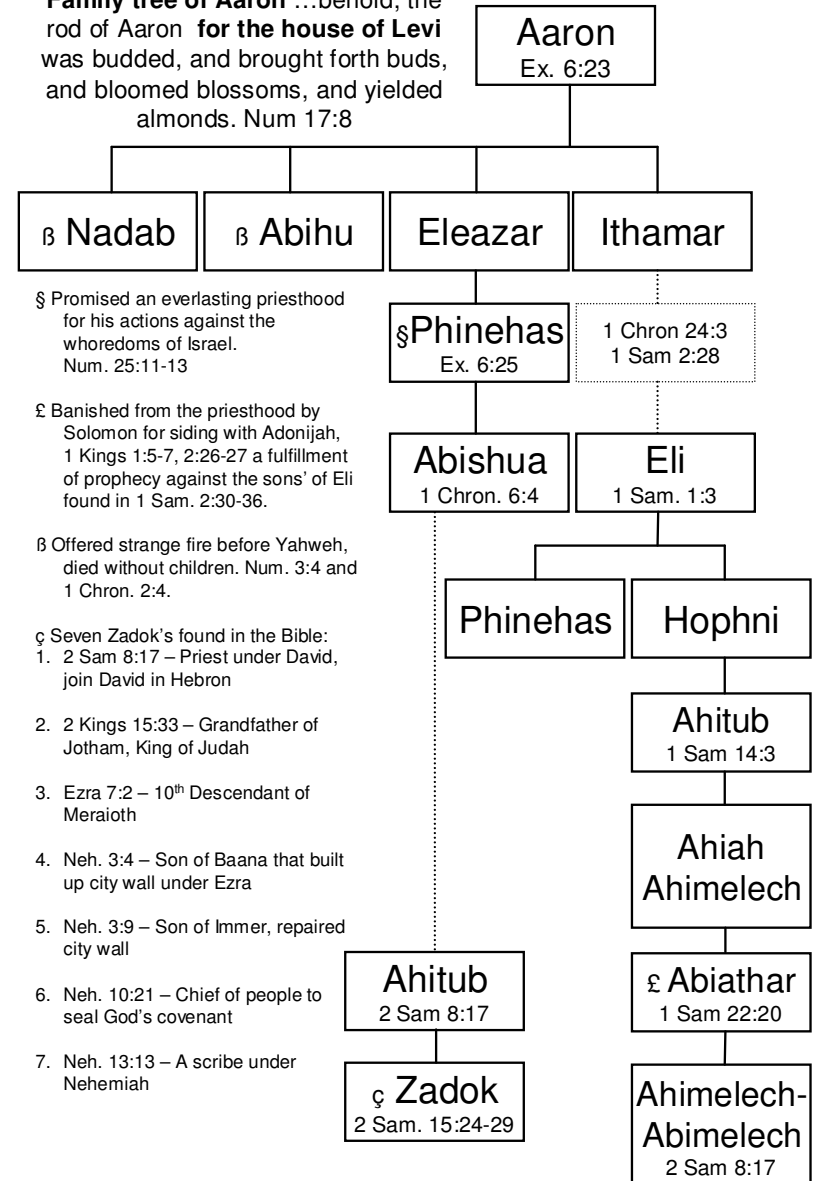 Family tree of Aaron …behold, the
rod of Aaron for the house of Levi
was budded, and brought forth buds,
and bloomed blossoms, and yielded
almonds. Num 17:8
Aaron
Ex. 6:23
ß Nadab
ß Abihu
Eleazar
Ithamar
§ Promised an everlasting priesthood
for his actions against the
whoredoms of Israel.
Num. 25:11-13
£ Banished from the priesthood by
Solomon for siding with Adonijah,
1 Kings 1:5-7, 2:26-27 a fulfillment
of prophecy against the sons’ of Eli
found in 1 Sam. 2:30-36.
ß Offered strange fire before Yahweh,
died without children. Num. 3:4 and
1 Chron. 2:4.
ç Seven Zadok’s found in the Bible:
1. 2 Sam 8:17 – Priest under David,
join David in Hebron
2. 2 Kings 15:33 – Grandfather of
Jotham, King of Judah
3. Ezra 7:2 – 10th Descendant of
Meraioth
4. Neh. 3:4 – Son of Baana that built
up city wall under Ezra
5. Neh. 3:9 – Son of Immer, repaired
city wall
6. Neh. 10:21 – Chief of people to
seal God’s covenant
7. Neh. 13:13 – A scribe under
Nehemiah
§Phinehas
Ex. 6:25
1 Chron 24:3
1 Sam 2:28
Abishua
1 Chron. 6:4
Eli
1 Sam. 1:3
Phinehas
Hophni
Ahitub
1 Sam 14:3
Ahiah
Ahimelech
Ahitub
2 Sam 8:17
£ Abiathar
1 Sam 22:20
ç Zadok
2 Sam. 15:24-29
Ahimelech-
Abimelech
2 Sam 8:17